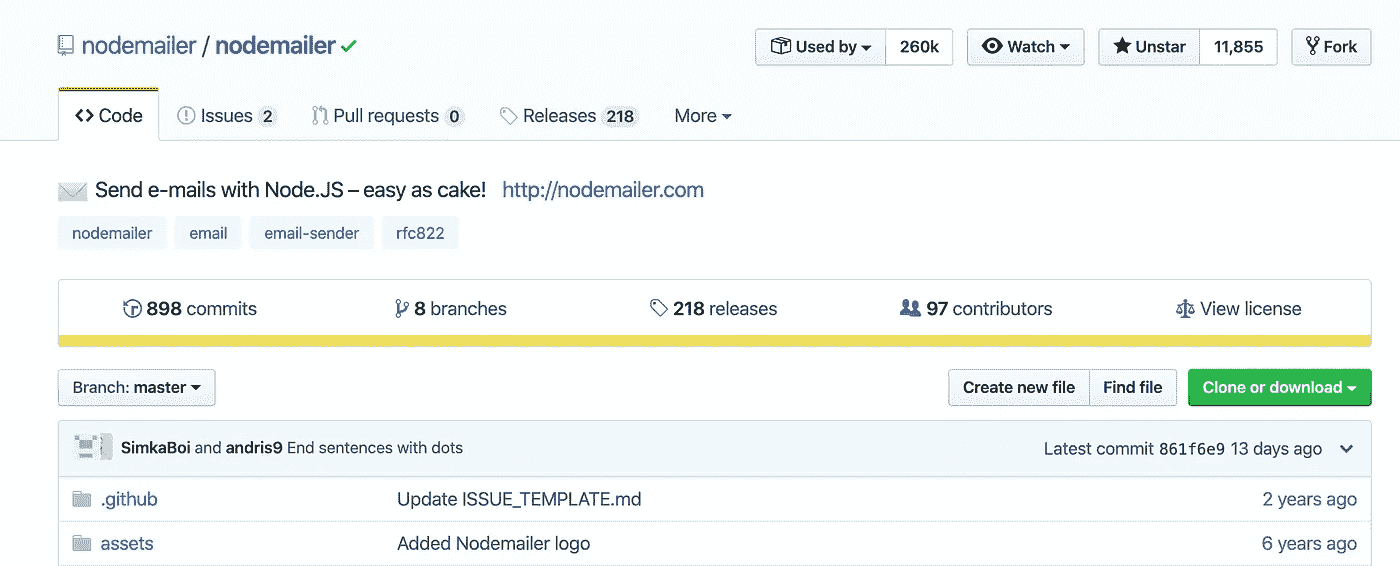 nodemailer / nodemailer
Used by 260k Watch Unstar 11,855 Fork
Code Issues 2 Pull requests 0 Releases 218 More
Send e-mails with Node.JS – easy as cake! http://nodemailer.com
nodemailer email email-sender rfc822
898 commits 8 branches 218 releases 97 contributors View license
Branch: master Create new file Find file Clone or download
SimkaBoi and andris9 End sentences with dots Latest commit 861f6e9 13 days ago
.github Update ISSUE_TEMPLATE.md 2 years ago
assets Added Nodemailer logo 6 years ago